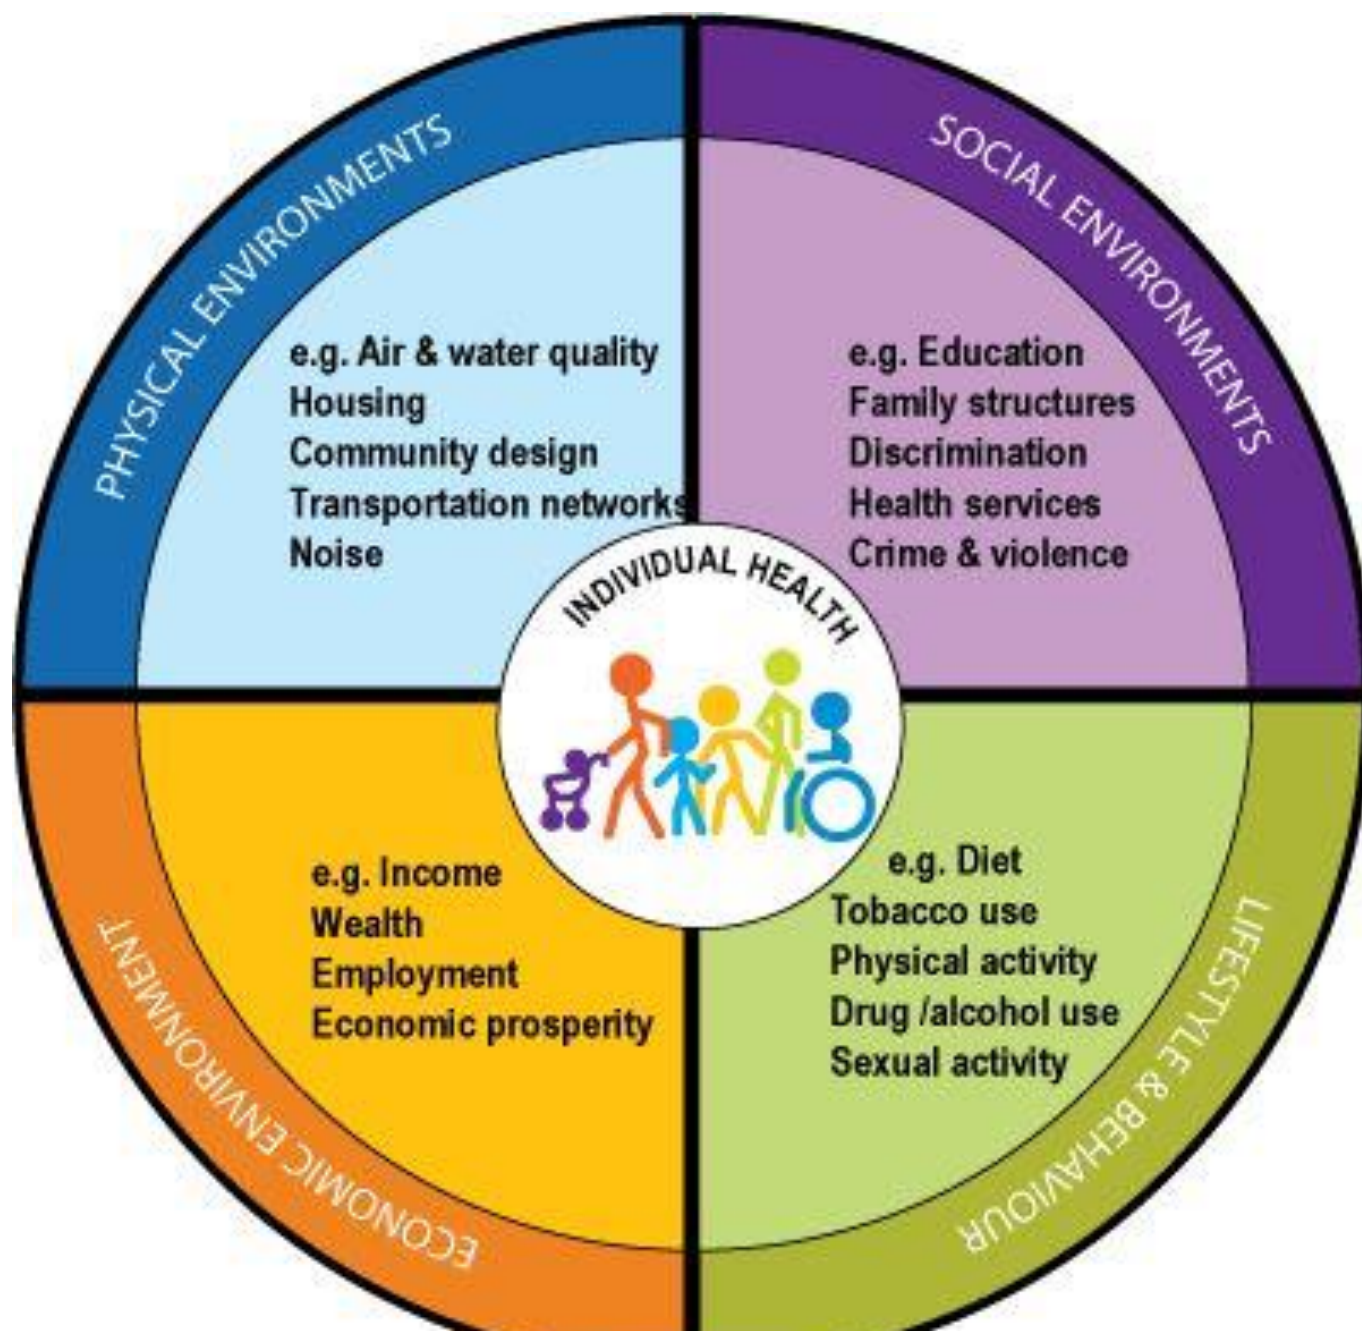 PHYSICAL ENVIRONMENTS
e.g. Air & water quality
Housing
Community design
Transportation networks
Noise
SOCIAL ENVIRONMENTS
e.g. Education
Family structures
Discrimination
Health services
Crime & violence
INDIVIDUAL HEALTH
ECONOMIC ENVIRONMENT
e.g. Income
Wealth
Employment
Economic prosperity
LIFESTYLE & BEHAVIOUR
e.g. Diet
Tobacco use
Physical activity
Drug /alcohol use
Sexual activity